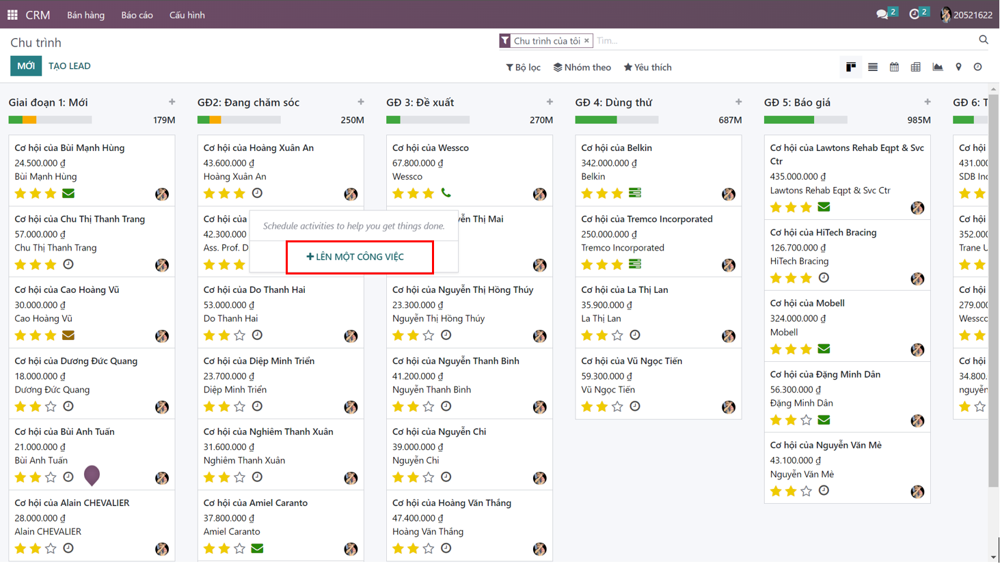 CRM Bán hàng Báo cáo Cấu hình 2 2 20521622
Chu trình
Chu trình của tôi × Tìm...
MỚI TẠO LEAD
Bộ lọc Nhóm theo Yêu thích
Giai đoạn 1: Mới
179M
Cơ hội của Bùi Mạnh Hùng
24.500.000 ₫
Bùi Mạnh Hùng
Cơ hội của Chu Thị Thanh Trang
57.000.000 ₫
Chu Thị Thanh Trang
Cơ hội của Cao Hoàng Vũ
30.000.000 ₫
Cao Hoàng Vũ
Cơ hội của Dương Đức Quang
18.000.000 ₫
Dương Đức Quang
Cơ hội của Bùi Anh Tuấn
21.000.000 ₫
Bùi Anh Tuấn
Cơ hội của Alain CHEVALIER
28.000.000 ₫
Alain CHEVALIER
GĐ2: Đang chăm sóc
250M
Cơ hội của Hoàng Xuân An
43.600.000 ₫
Hoàng Xuân An
Cơ hội của
42.300.000
Ass. Prof. D
Schedule activities to help you get things done.
LÊN MỘT CÔNG VIỆC
Cơ hội của Do Thanh Hai
53.000.000 ₫
Do Thanh Hai
Cơ hội của Diệp Minh Triển
23.700.000 ₫
Diệp Minh Triển
Cơ hội của Nghiêm Thanh Xuân
31.600.000 ₫
Nghiêm Thanh Xuân
Cơ hội của Amiel Caranto
37.800.000 ₫
Amiel Caranto
GĐ 3: Đề xuất
270M
Cơ hội của Wessco
67.800.000 ₫
Wessco
ễn Thị Mai
Cơ hội của Nguyễn Thị Hồng Thúy
23.300.000 ₫
Nguyễn Thị Hồng Thúy
Cơ hội của Nguyễn Thanh Bình
41.200.000 ₫
Nguyễn Thanh Bình
Cơ hội của Nguyễn Chi
39.000.000 ₫
Nguyễn Chi
Cơ hội của Hoàng Văn Thắng
47.400.000 ₫
Hoàng Văn Thắng
GĐ 4: Dùng thử
687M
Cơ hội của Belkin
342.000.000 ₫
Belkin
Cơ hội của Tremco Incorporated
250.000.000 ₫
Tremco Incorporated
Cơ hội của La Thị Lan
35.900.000 ₫
La Thị Lan
Cơ hội của Vũ Ngọc Tiến
59.300.000 ₫
Vũ Ngọc Tiến
GĐ 5: Báo giá
985M
Cơ hội của Lawtons Rehab Eqpt & Svc
Ctr
435.000.000 ₫
Lawtons Rehab Eqpt & Svc Ctr
Cơ hội của HiTech Bracing
126.700.000 ₫
HiTech Bracing
Cơ hội của Mobell
324.000.000 ₫
Mobell
Cơ hội của Đặng Minh Dân
56.300.000 ₫
Đặng Minh Dân
Cơ hội của Nguyễn Văn Mè
43.100.000 ₫
Nguyễn Văn Mè
GĐ 6: T
Cơ hội
431.00
SDB Inc
Cơ hội
352.00
Trane U
Cơ hội
279.00
Wessco
Cơ hội
34.800.
nguyễn